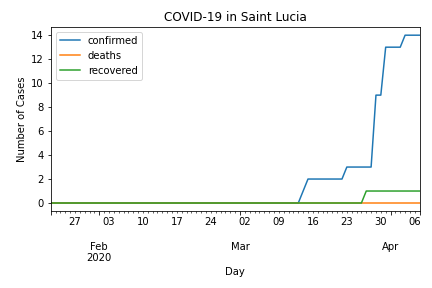 COVID-19 in Saint Lucia
confirmed
deaths
recovered
Number of Cases
14
12
10
8
6
4
2
0
27 03 10 17 24 02 09 16 23 30 06
Feb Mar Apr
2020
Day